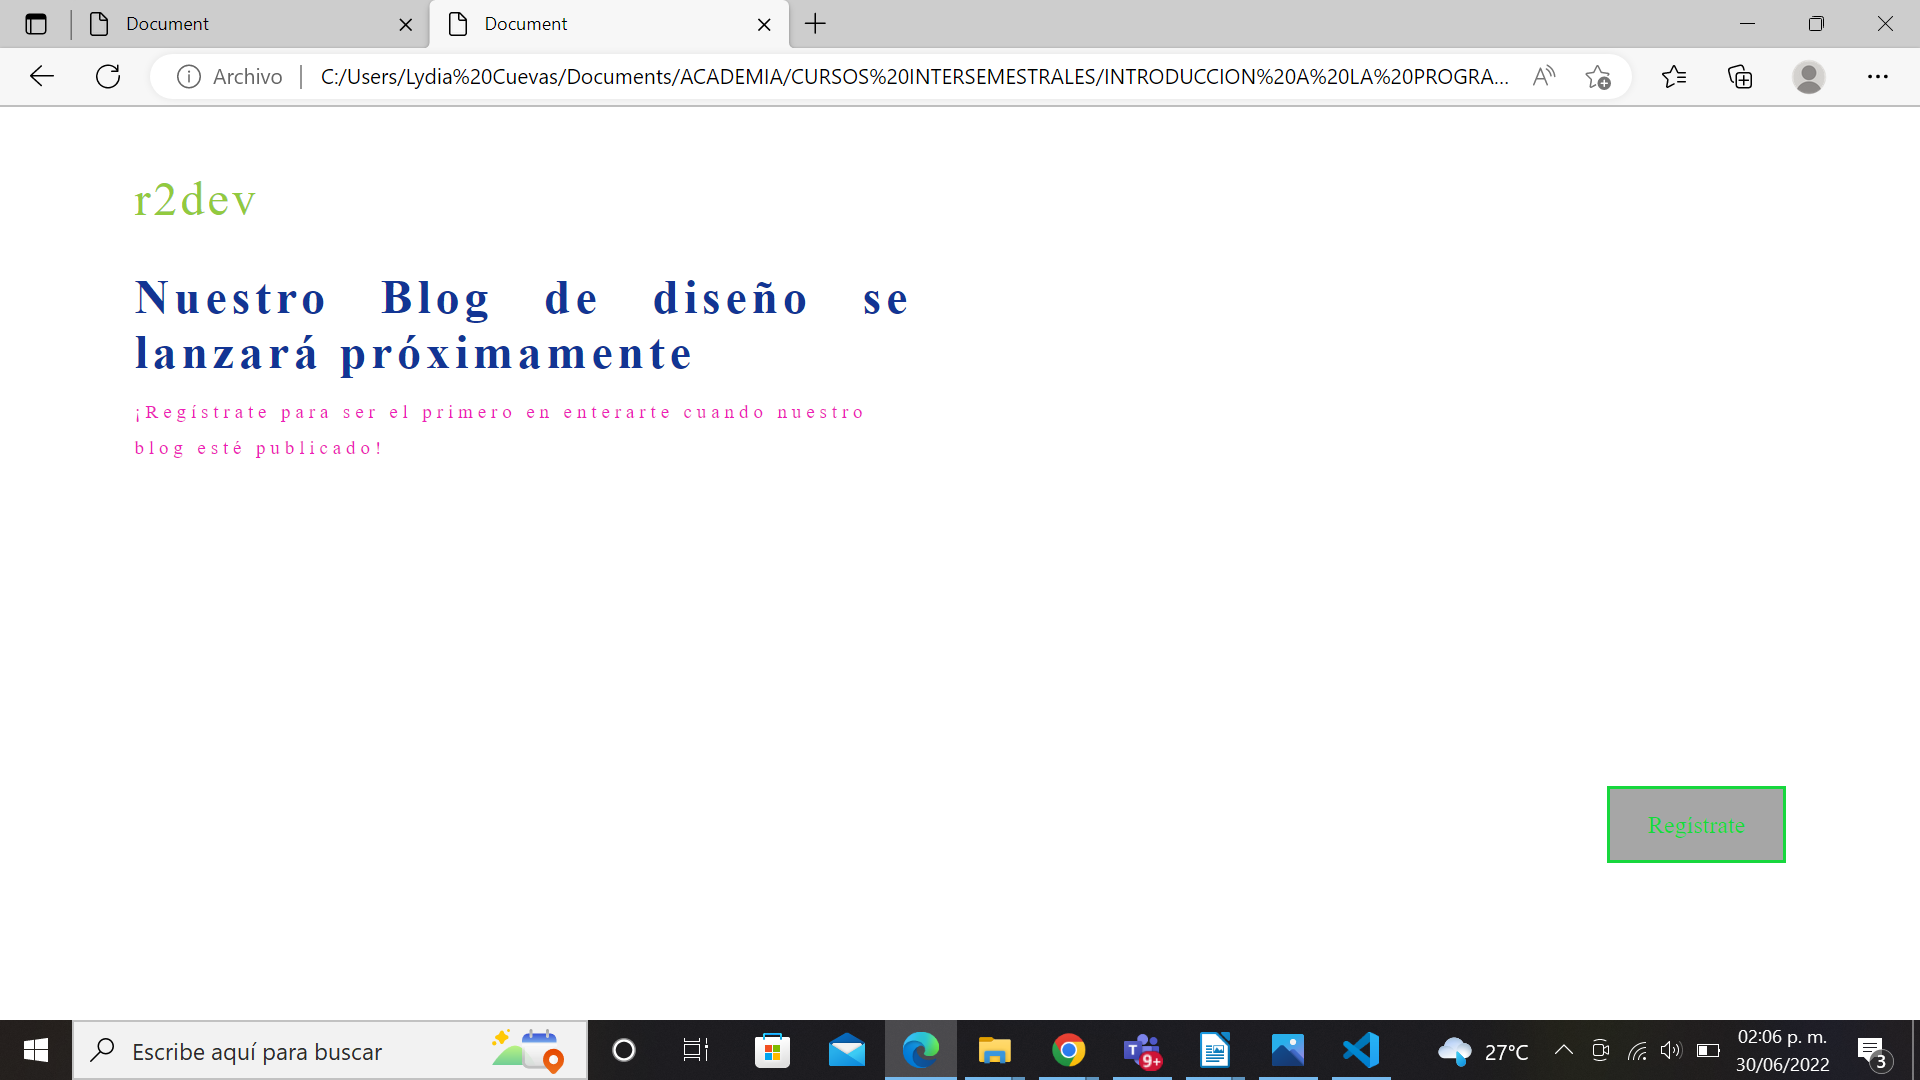 Document
Document
Archivo
C:/Users/Lydia%20Cuevas/Documents/ACADEMIA/CURSOS%20INTERSEMESTRALES/INTRODUCCION%20A%20LA%20PROGRA...
r2dev
Nuestro Blog de diseño se
lanzará próximamente
¡Regístrate para ser el primero en enterarte cuando nuestro
blog esté publicado!
Registrate
Escribe aquí para buscar
T
9+
27°C
02:06 p. m.
30/06/2022
3